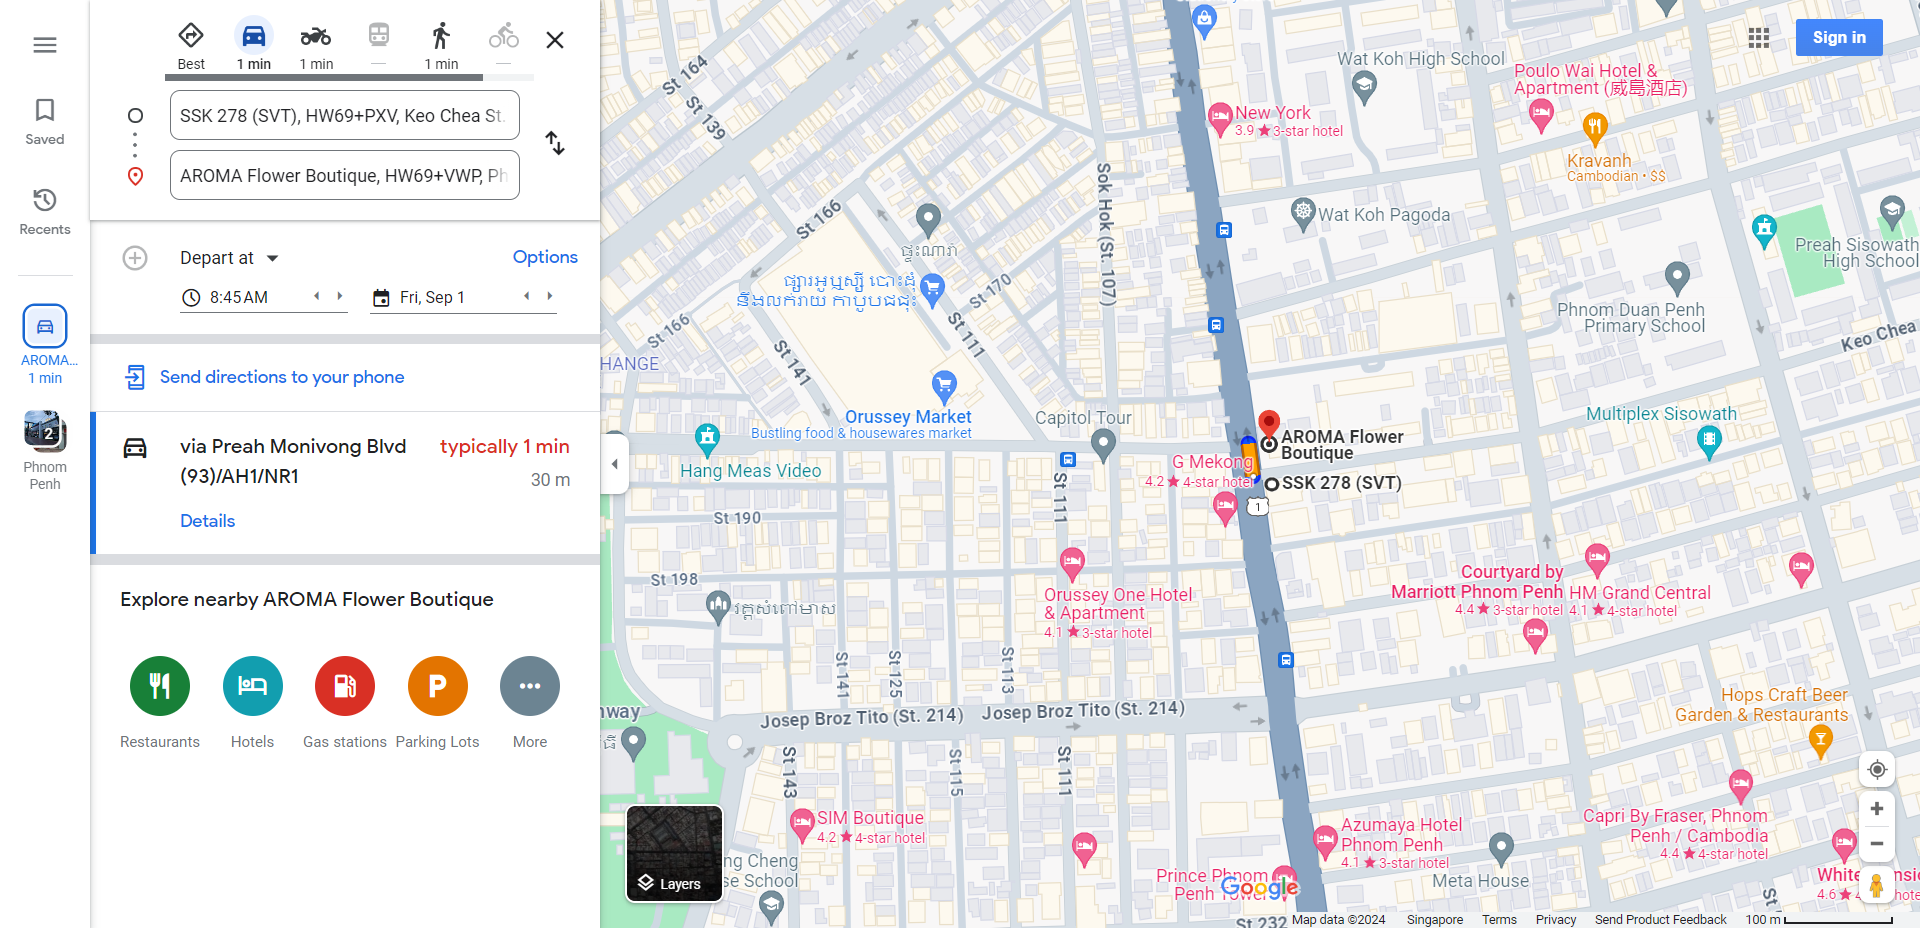 Best
1 min
1 min
1 min
Saved
Recents
AROMA...
1 min
2
Phnom
Penh
SSK 278 (SVT), HW69+PXV, Keo Chea St.
AROMA Flower Boutique, HW69+VWP, Ph
Depart at
Options
8:45 AM
Fri, Sep 1
Send directions to your phone
via Preah Monivong Blvd
(93)/AH1/NR1
typically 1 min
30 m
Details
Explore nearby AROMA Flower Boutique
Restaurants
Hotels
Gas stations
P
Parking Lots
More
Sign in
St 164
St 139
Wat Koh High School
Poulo Wai Hotel &
Apartment (威島酒店)
New York
3.9 ★ 3-star hotel
Kravanh
Cambodian • $$
Sok Hok (St. 107)
St 166
Wat Koh Pagoda
ផ្ទះណារ៉ា
Preah Sisowath
High School
ផ្សារអូឬស្សី បោះដុំ
និងលក់រាយ កាបូបជជុះ
St 170
St 111
Phnom Duan Penh
Primary School
Keo Chea
St 166
St 141
HANGE
Orussey Market
Bustling food & housewares market
Capitol Tour
Multiplex Sisowath
AROMA Flower
Boutique
Hang Meas Video
G Mekong
4.2 ★ 4-star hotel
SSK 278 (SVT)
1
St 111
St 190
St 198
វត្តសំពៅមាស
Orussey One Hotel
& Apartment
4.1 ★ 3-star hotel
Courtyard by
Marriott Phnom Penh
4.4 ★ 3-star hotel
HM Grand Central
4.1 ★ 4-star hotel
St 141
St 125
St 113
Hops Craft Beer
Garden & Restaurants
nway
Josep Broz Tito (St. 214)
Josep Broz Tito (St. 214)
St 143
St 115
St 111
SIM Boutique
4.2 ★ 4-star hotel
Azumaya Hotel
Phnom Penh
4.1 ★ 3-star hotel
Capri By Fraser, Phnom
Penh / Cambodia
4.4 ★ 4-star hotel
ng Cheng
se School
Layers
Prince Phnom
Penh Tower
Google
Meta House
White
nsi
4.6 ★ 4
hote
St
St 232
Map data ©2024
Singapore
Terms
Privacy
Send Product Feedback
100 m